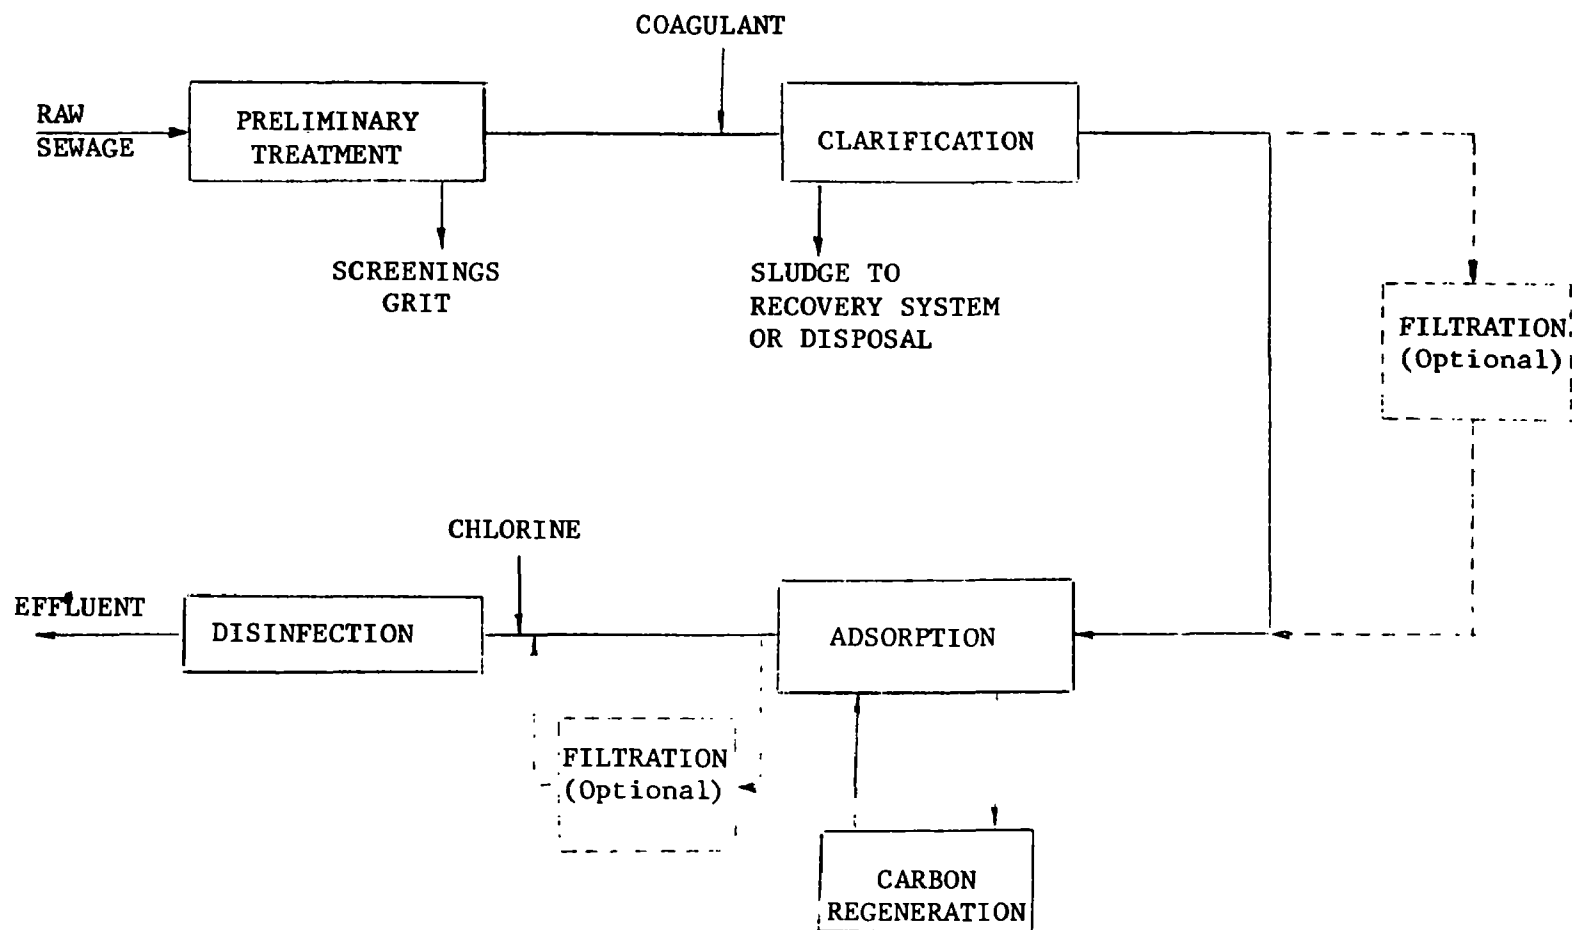 COAGULANT
RAW
SEWAGE
PRELIMINARY
TREATMENT
CLARIFICATION
SCREENINGS
GRIT
SLUDGE TO
RECOVERY SYSTEM
OR DISPOSAL
FILTRATION
(Optional)
CHLORINE
EFFLUENT
DISINFECTION
ADSORPTION
FILTRATION
(Optional)
CARBON
REGENERATION